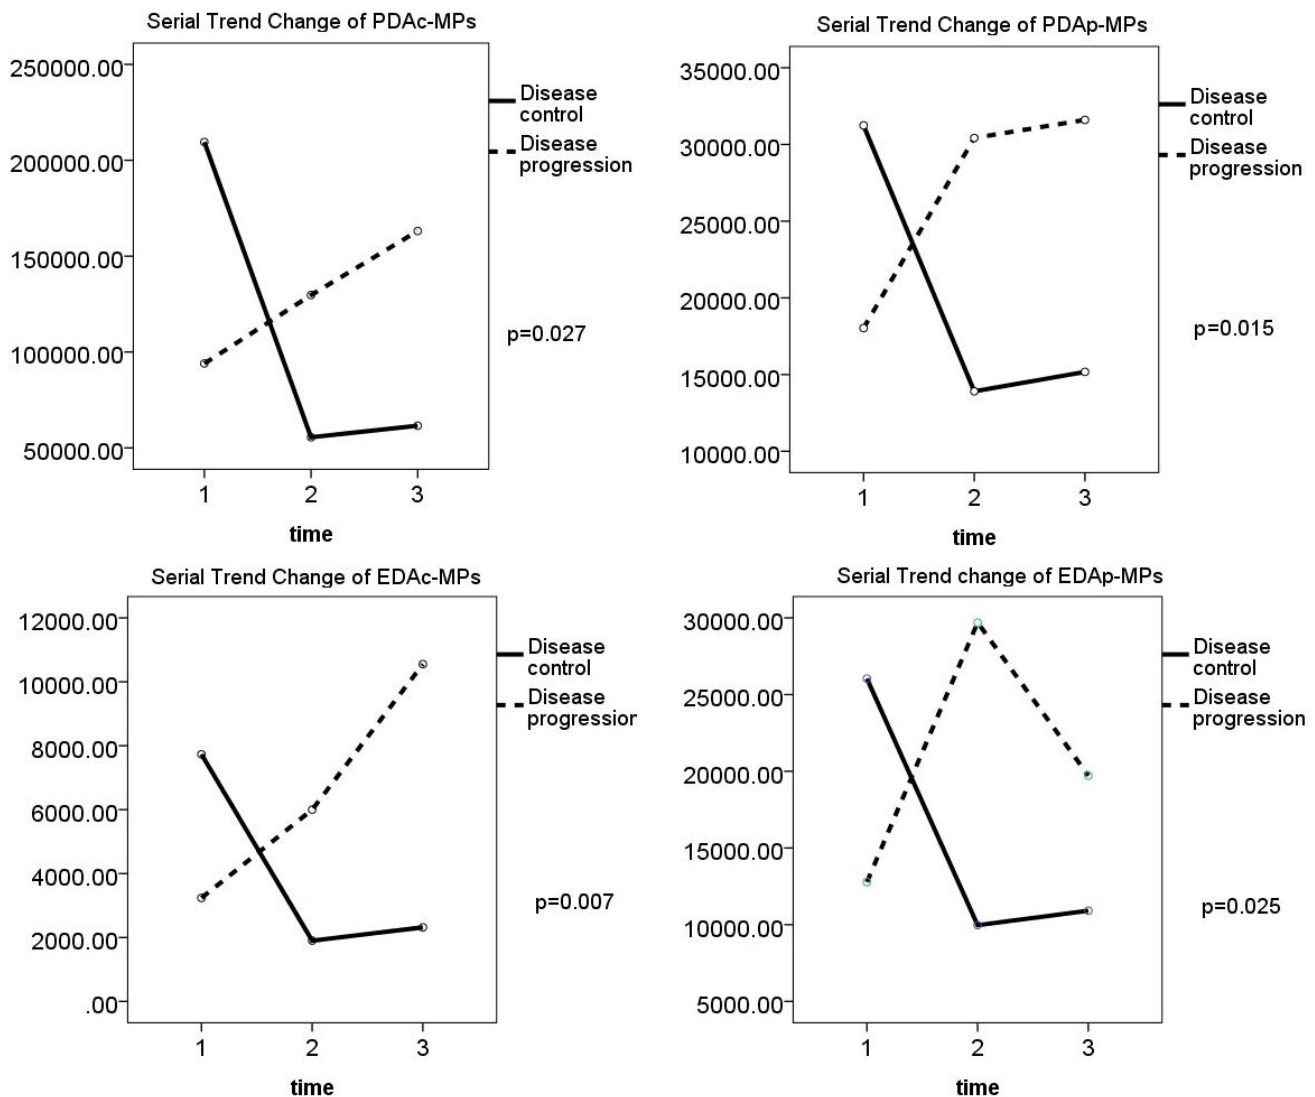 Serial Trend Change of PDAc-MPs
250000.00
200000.00
150000.00
100000.00
50000.00
1 2 3
time
Disease
control
Disease
progression
p=0.027
Serial Trend Change of PDAp-MPs
35000.00
30000.00
25000.00
20000.00
15000.00
10000.00
1 2 3
time
Disease
control
Disease
progression
p=0.015
Serial Trend Change of EDAc-MPs
12000.00
10000.00
8000.00
6000.00
4000.00
2000.00
.00
1 2 3
time
Disease
control
Disease
progression
p=0.007
Serial Trend change of EDAp-MPs
30000.00
25000.00
20000.00
15000.00
10000.00
5000.00
1 2 3
time
Disease
control
Disease
progression
p=0.025